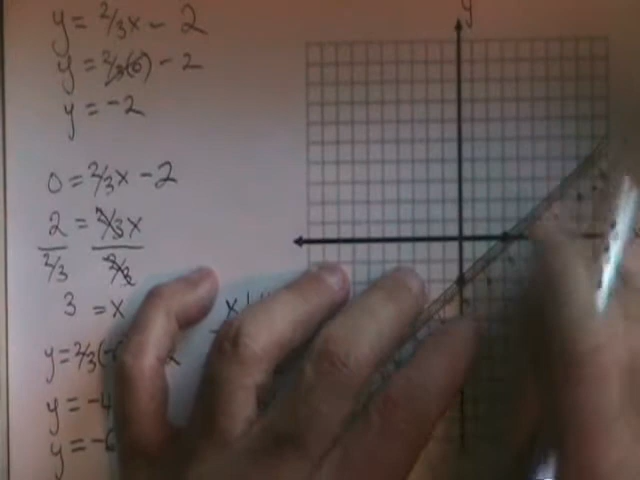 y = 2/3x - 2
y = 2/3(0) - 2
y = -2
0 = 2/3x - 2
2 = 2/3x
2/3 2/3
3 = x
y = 2/3(-
y = -4
y = -6
x
y